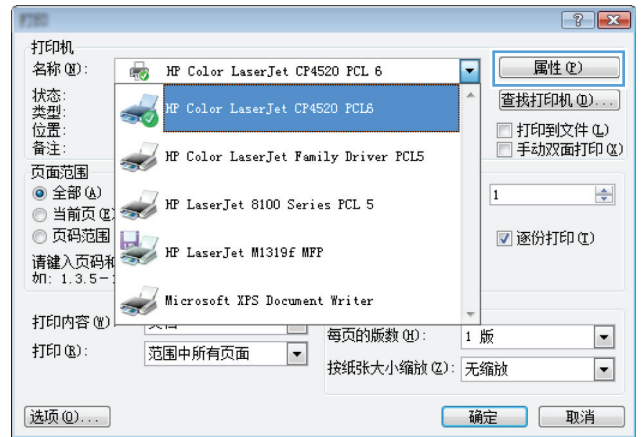 打印机
名称(N): HP Color LaserJet CP4520 PCL 6 属性(P)
状态: HP Color LaserJet CP4520 PCL6 查找打印机(D)...
类型:
位置: 打印到文件(L)
备注: HP Color LaserJet Family Driver PCL5 手动双面打印(X)
页面范围
全部(A) HP LaserJet 8100 Series PCL 5 1
当前页(E)
页码范围 HP LaserJet M1319f MFP 逐份打印(T)
请键入页码和
如: 1.3.5-
Microsoft XPS Document Writer
打印内容(W):
每页的版数(H): 1 版
打印(R): 范围中所有页面
按纸张大小缩放(Z): 无缩放
选项(O)... 确定 取消